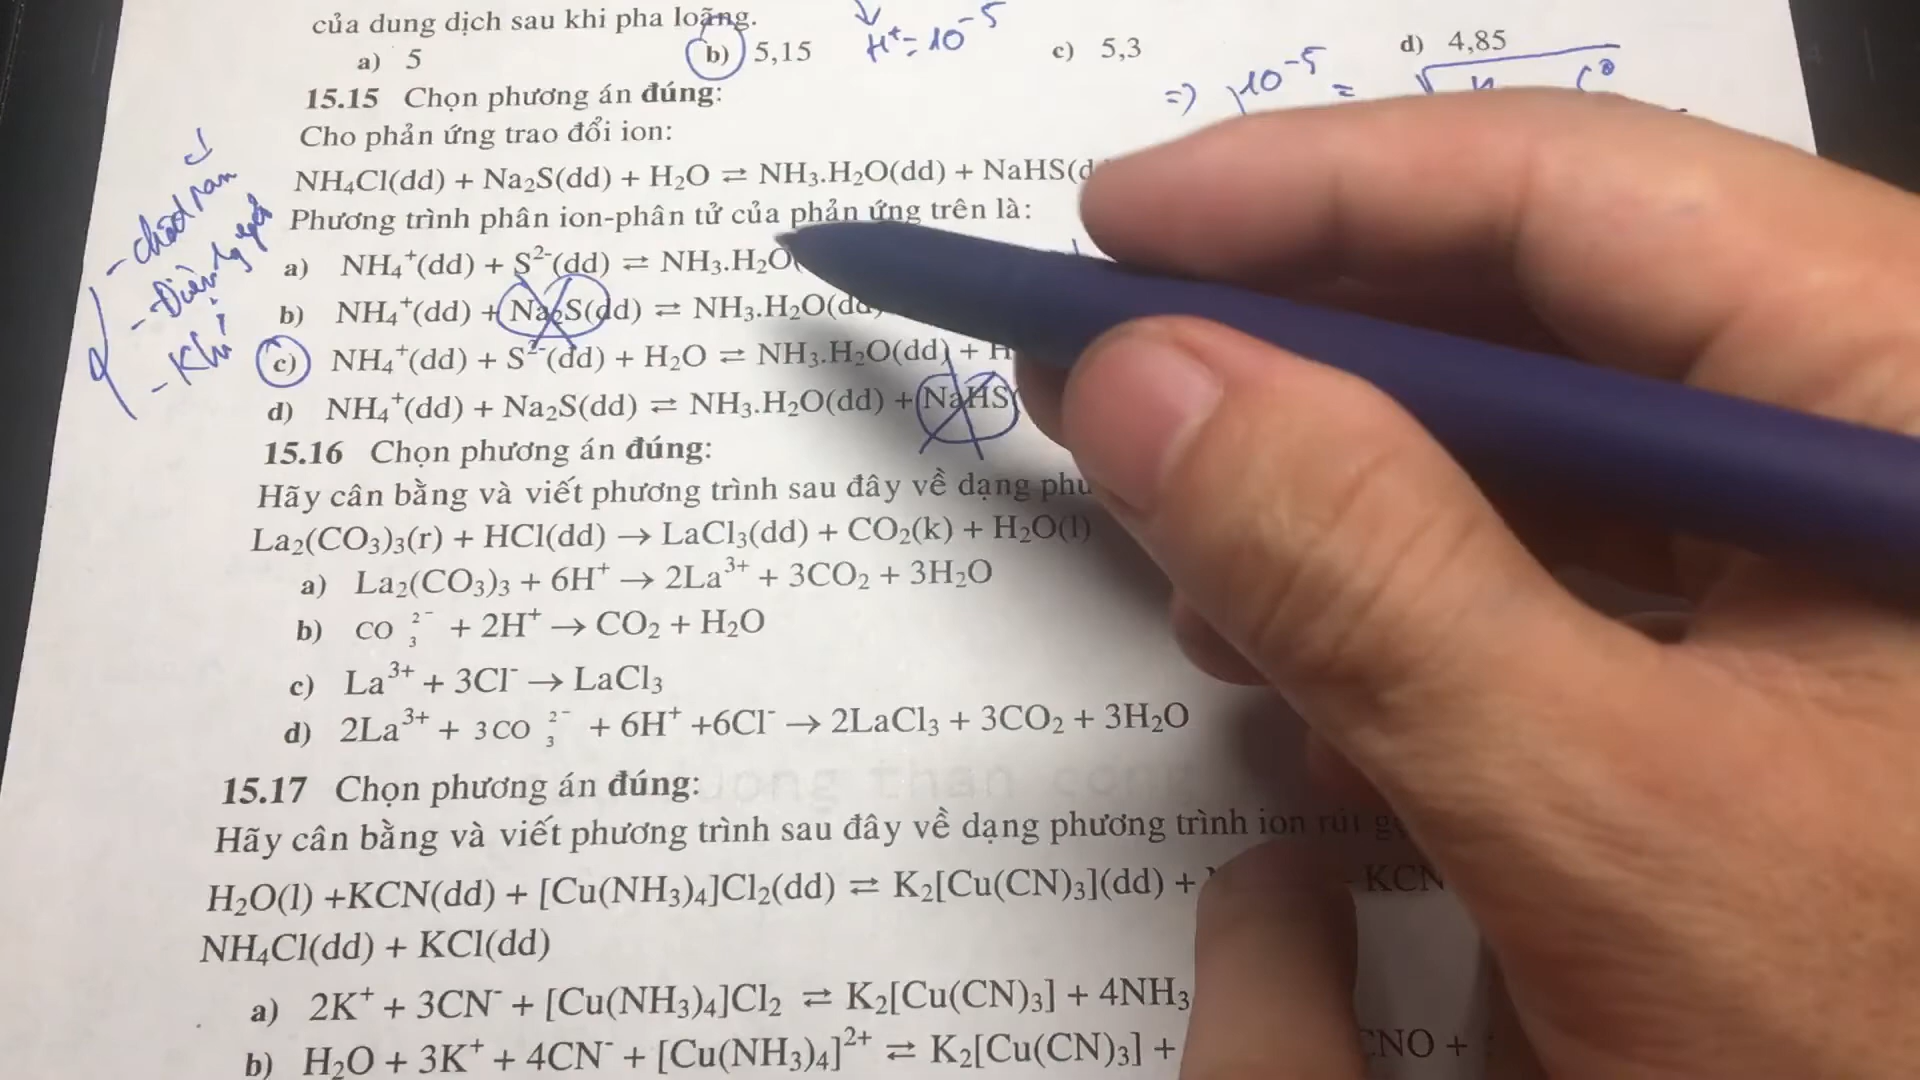 của dung dịch sau khi pha loãng.
a) 5 b) 5,15 c) 5,3 d) 4,85
H⁺ = 10⁻⁵
=> 10⁻⁵ =
15.15 Chọn phương án đúng:
Cho phản ứng trao đổi ion:
NH₄Cl(dd) + Na₂S(dd) + H₂O ⇌ NH₃.H₂O(dd) + NaHS(d
Phương trình phân ion-phân tử của phản ứng trên là:
a) NH₄⁺(dd) + S²⁻(dd) ⇌ NH₃.H₂O(
b) NH₄⁺(dd) + Na₂S(dd) ⇌ NH₃.H₂O(dd)
c) NH₄⁺(dd) + S²⁻(dd) + H₂O ⇌ NH₃.H₂O(dd) + H
d) NH₄⁺(dd) + Na₂S(dd) ⇌ NH₃.H₂O(dd) + NaHS(
- chất rắn
- Điện ly yếu
- Khí
15.16 Chọn phương án đúng:
Hãy cân bằng và viết phương trình sau đây về dạng phư
La₂(CO₃)₃(r) + HCl(dd) → LaCl₃(dd) + CO₂(k) + H₂O(l)
a) La₂(CO₃)₃ + 6H⁺ → 2La³⁺ + 3CO₂ + 3H₂O
b) CO₃²⁻ + 2H⁺ → CO₂ + H₂O
c) La³⁺ + 3Cl⁻ → LaCl₃
d) 2La³⁺ + 3CO₃²⁻ + 6H⁺ +6Cl⁻ → 2LaCl₃ + 3CO₂ + 3H₂O
15.17 Chọn phương án đúng:
Hãy cân bằng và viết phương trình sau đây về dạng phương trình ion rút g
H₂O(l) +KCN(dd) + [Cu(NH₃)₄]Cl₂(dd) ⇌ K₂[Cu(CN)₃](dd) + KCN
NH₄Cl(dd) + KCl(dd)
a) 2K⁺ + 3CN⁻ + [Cu(NH₃)₄]Cl₂ ⇌ K₂[Cu(CN)₃] + 4NH₃
b) H₂O + 3K⁺ + 4CN⁻ + [Cu(NH₃)₄]²⁺ ⇌ K₂[Cu(CN)₃] + CNO +